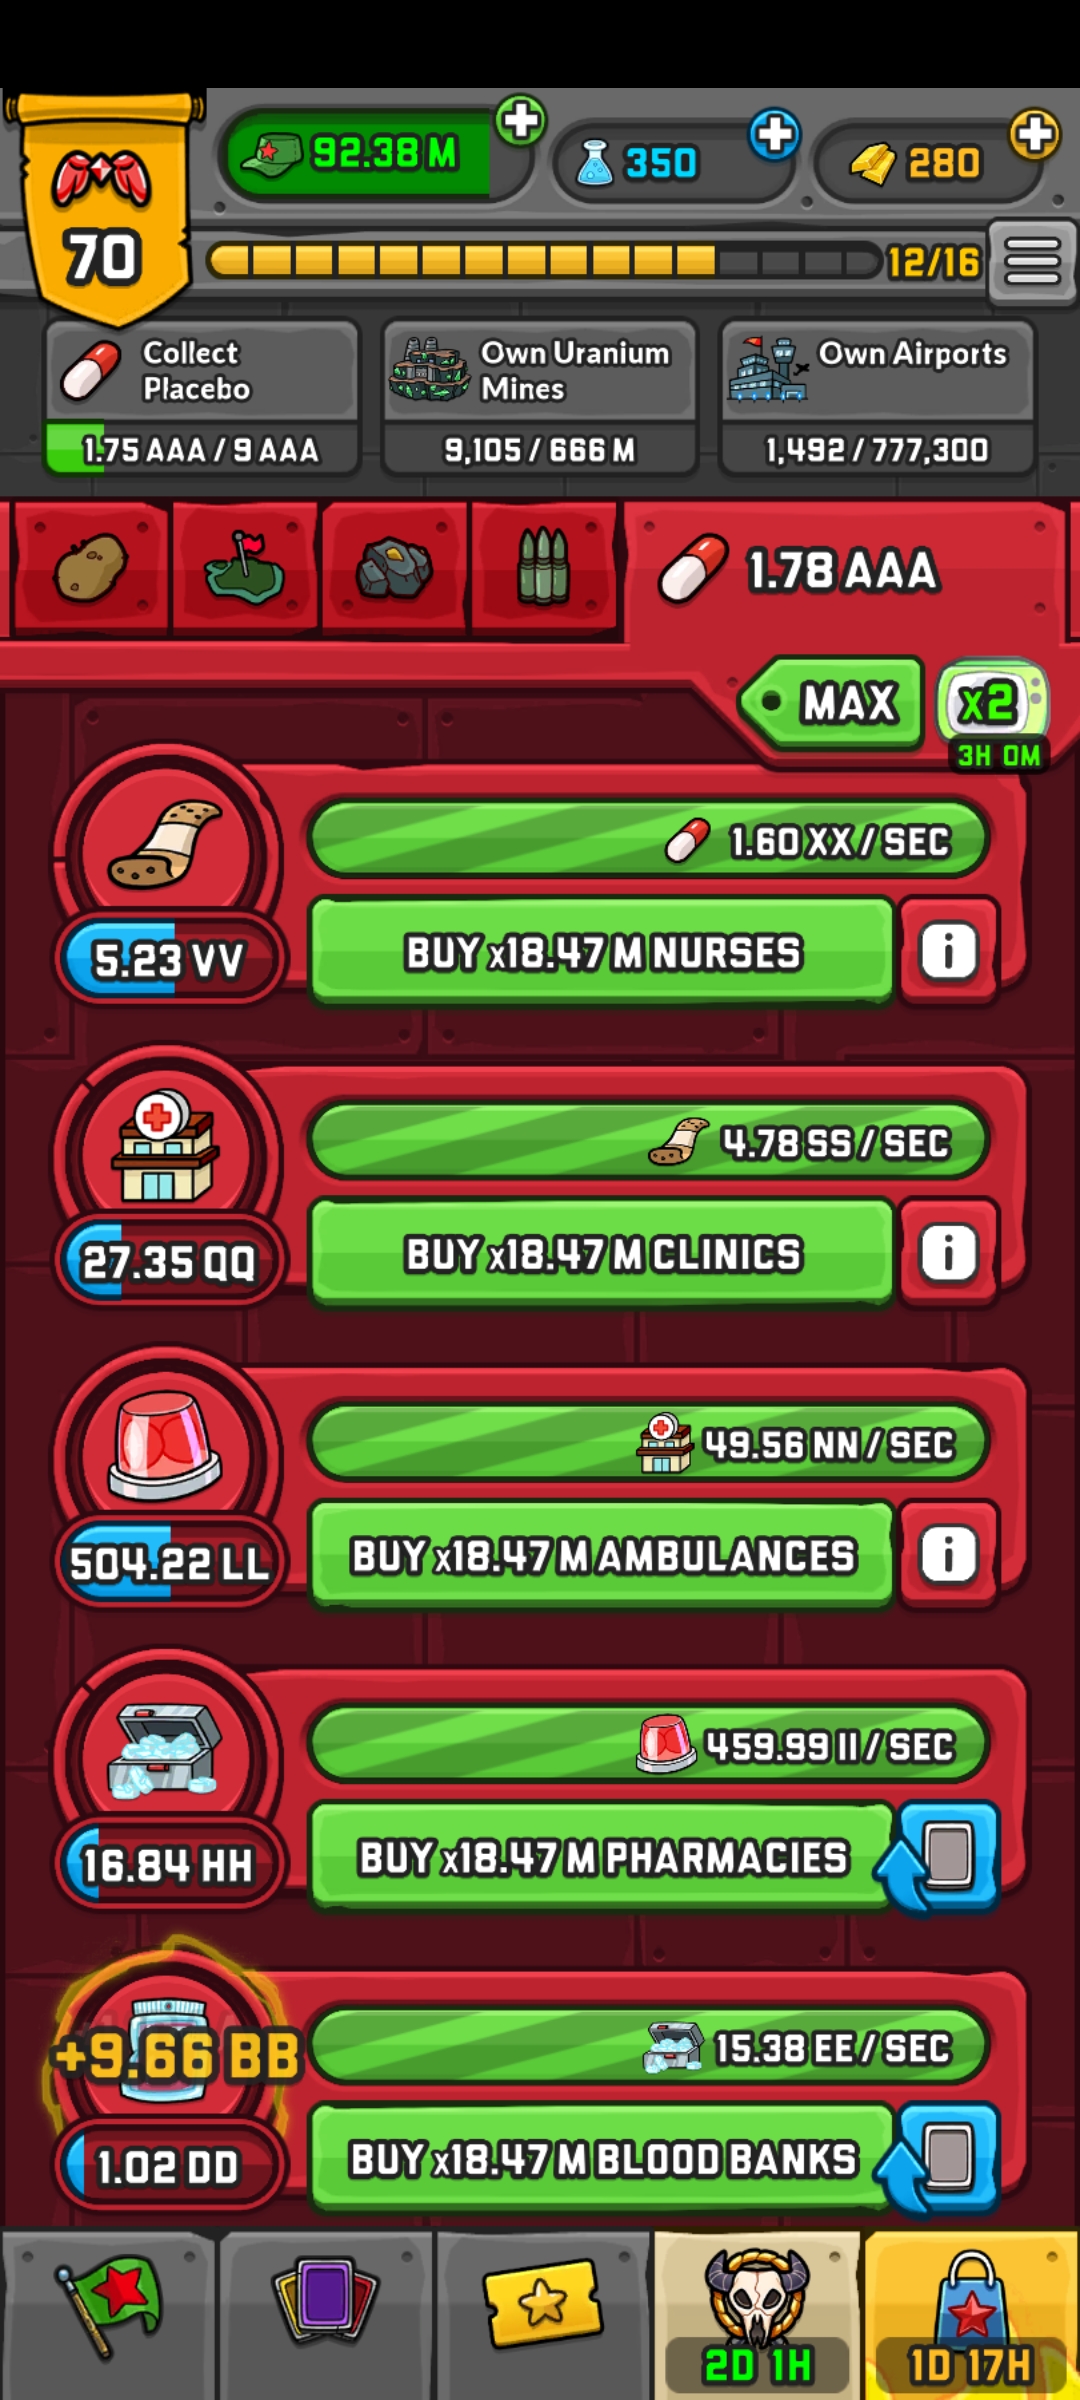 92.38 M
350
280
70
12/16
Collect
Placebo
1.75 AAA / 9 AAA
Own Uranium
Mines
9,105 / 666 M
Own Airports
1,492 / 777,300
1.78 AAA
MAX
x2
3H 0M
1.60 XX / SEC
5.23 VV
BUY x18.47 M NURSES
i
4.78 SS / SEC
27.35 QQ
BUY x18.47 M CLINICS
i
49.56 NN / SEC
504.22 LL
BUY x18.47 M AMBULANCES
i
459.99 II / SEC
16.84 HH
BUY x18.47 M PHARMACIES
+9.66 BB
15.38 EE / SEC
1.02 DD
BUY x18.47 M BLOOD BANKS
2D 1H
1D 17H